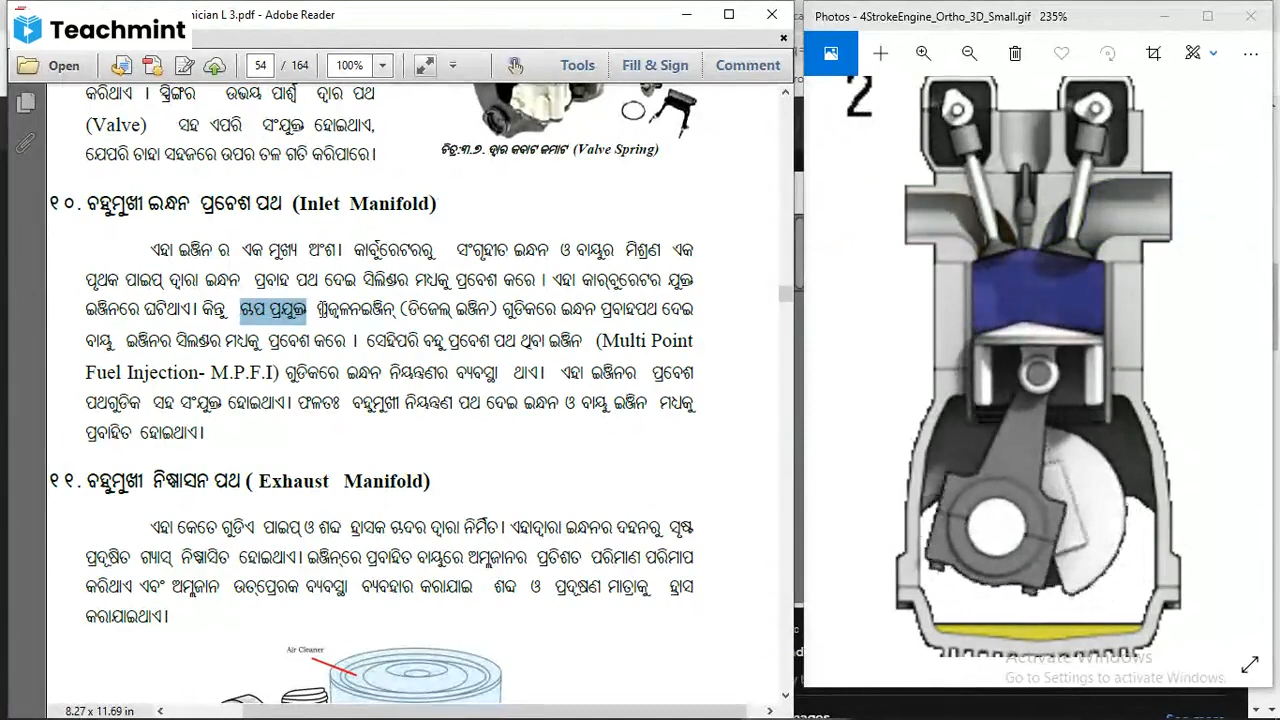 Teachmint
nician L 3.pdf - Adobe Reader
Open
54 / 164
100%
Tools
Fill & Sign
Comment
କରିଥାଏ । ସ୍ପ୍ରିଙ୍ଗର ଉଭୟ ପାର୍ଶ୍ଵ ଦ୍ୱାର ପଥ
(Valve) ସହ ଏପରି ସଂଯୁକ୍ତ ହୋଇଥାଏ,
ଯେପରି ତାହା ସହଜରେ ଉପର ତଳ ଗତି କରିପାରେ।
ଚିତ୍ର:୩.୭. ଦ୍ୱାର କବାଟ ଜମାଟ (Valve Spring)
୧୦. ବହୁମୁଖୀ ଇନ୍ଧନ ପ୍ରବେଶ ପଥ (Inlet Manifold)
ଏହା ଇଞ୍ଜିନ ର ଏକ ମୁଖ୍ୟ ଅଂଶ। କାର୍ବୁରେଟରରୁ ସଂଗୃହୀତ ଇନ୍ଧନ ଓ ବାୟୁର ମିଶ୍ରଣ ଏକ
ପୃଥକ ପାଇପ୍ ଦ୍ୱାରା ଇନ୍ଧନ ପ୍ରବାହ ପଥ ଦେଇ ସିଲିଣ୍ଡର ମଧ୍ୟକୁ ପ୍ରବେଶ କରେ । ଏହା କାର୍‌ବୁରେଟର ଯୁକ୍ତ
ଇଞ୍ଜିନରେ ଘଟିଥାଏ। କିନ୍ତୁ ଚାପ ପ୍ରଯୁକ୍ତ (ଡିଜେଲ୍ ଇଞ୍ଜିନ) ଗୁଡିକରେ ଇନ୍ଧନ ପ୍ରବାହପଥ ଦେଇ
ବାୟୁ ଇଞ୍ଜିନର ସିଲଣ୍ଡର ମଧ୍ୟକୁ ପ୍ରବେଶ କରେ । ସେହିପରି ବହୁ ପ୍ରବେଶ ପଥ ଥିବା ଇଞ୍ଜିନ (Multi Point
Fuel Injection- M.P.F.I) ଗୁଡିକରେ ଇନ୍ଧନ ନିୟନ୍ତ୍ରଣର ବ୍ୟବସ୍ଥା ଥାଏ। ଏହା ଇଞ୍ଜିନର ପ୍ରବେଶ
ପଥଗୁଡିକ ସହ ସଂଯୁକ୍ତ ହୋଇଥାଏ। ଫଳତଃ ବହୁମୁଖୀ ନିୟନ୍ତ୍ରଣ ପଥ ଦେଇ ଇନ୍ଧନ ଓ ବାୟୁ ଇଞ୍ଜିନ ମଧ୍ୟକୁ
ପ୍ରବାହିତ ହୋଇଥାଏ।
୧୧. ବହୁମୁଖୀ ନିଷ୍କାସନ ପଥ ( Exhaust Manifold)
ଏହା କେତେ ଗୁଡିଏ ପାଇପ୍ ଓ ଶବ୍ଦ ହ୍ରାସକ ଚାଦର ଦ୍ୱାରା ନିର୍ମିତ। ଏହାଦ୍ୱାରା ଇନ୍ଧନର ଦହନରୁ ସୃଷ୍ଟ
ପ୍ରଦୂଷିତ ଗ୍ୟାସ୍ ନିଷ୍କାସିତ ହୋଇଥାଏ। ଇଞ୍ଜିନ୍‌ରେ ପ୍ରବାହିତ ବାୟୁରେ ଅମ୍ଳଜାନର ପ୍ରତିଶତ ପରିମାଣ ପରିମାପ
କରିଥାଏ ଏବଂ ଅମ୍ଳଜାନ ଉତ୍‌ପ୍ରେରକ ବ୍ୟବସ୍ଥା ବ୍ୟବହାର କରାଯାଇ ଶବ୍ଦ ଓ ପ୍ରଦୂଷଣ ମାତ୍ରାକୁ ହ୍ରାସ
କରାଯାଇଥାଏ।
Air Cleaner
8.27 x 11.69 in
Photos - 4StrokeEngine_Ortho_3D_Small.gif 235%
2
Activate Windows
Go to Settings to activate Windows.